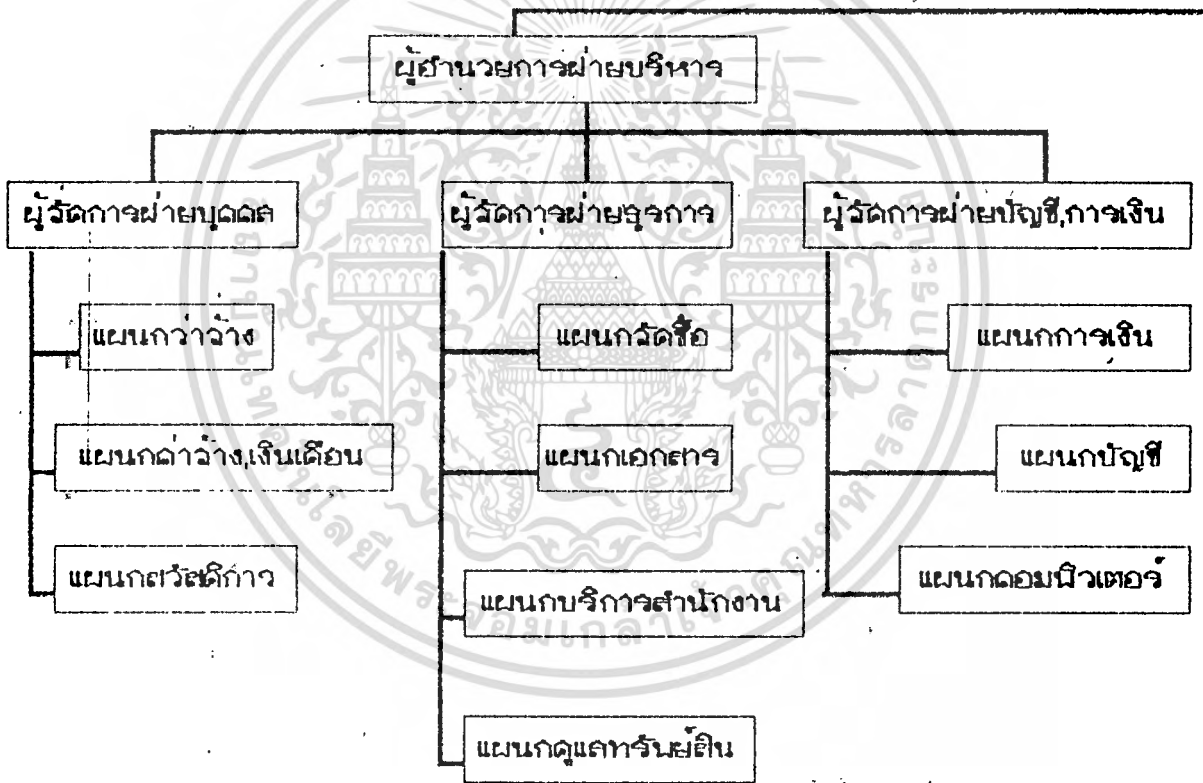 ผู้อำนวยการฝ่ายบริหาร
ผู้จัดการฝ่ายบุคคล
ผู้จัดการฝ่ายธุรการ
ผู้จัดการฝ่ายบัญชี,การเงิน
แผนกว่าจ้าง
แผนกจัดซื้อ
แผนกการเงิน
แผนกค่าจ้าง,เงินเดือน
แผนกเอกสาร
แผนกบัญชี
แผนกสวัสดิการ
แผนกบริการสำนักงาน
แผนกคอมพิวเตอร์
แผนกดูแลทรัพย์สิน